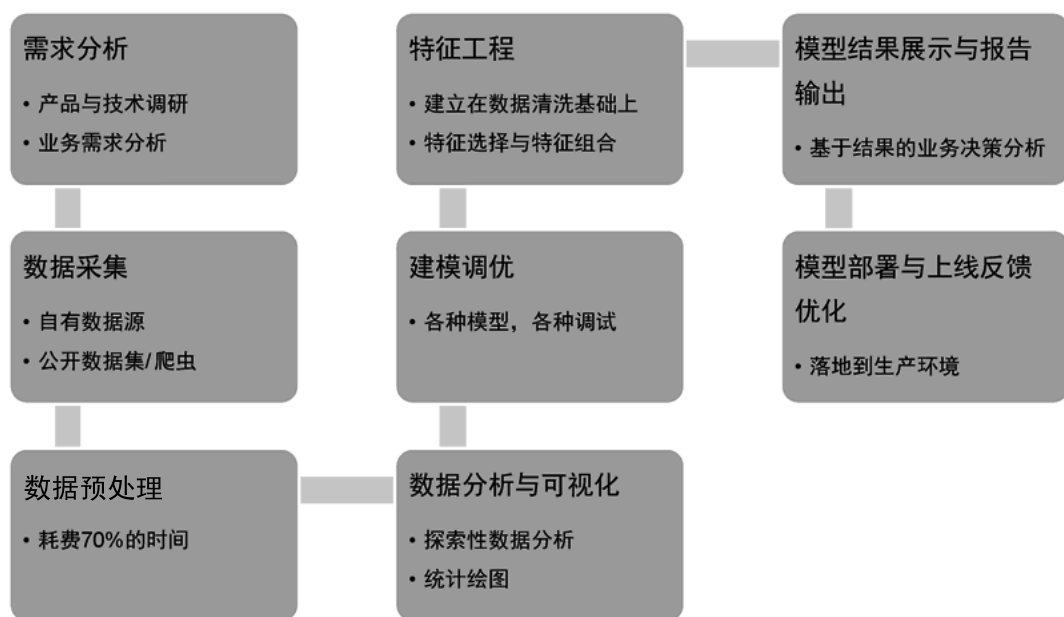 需求分析
• 产品与技术调研
• 业务需求分析
数据采集
• 自有数据源
• 公开数据集/爬虫
数据预处理
• 耗费70%的时间
数据分析与可视化
• 探索性数据分析
• 统计绘图
建模调优
• 各种模型，各种调试
特征工程
• 建立在数据清洗基础上
• 特征选择与特征组合
模型结果展示与报告
输出
• 基于结果的业务决策分析
模型部署与上线反馈
优化
• 落地到生产环境